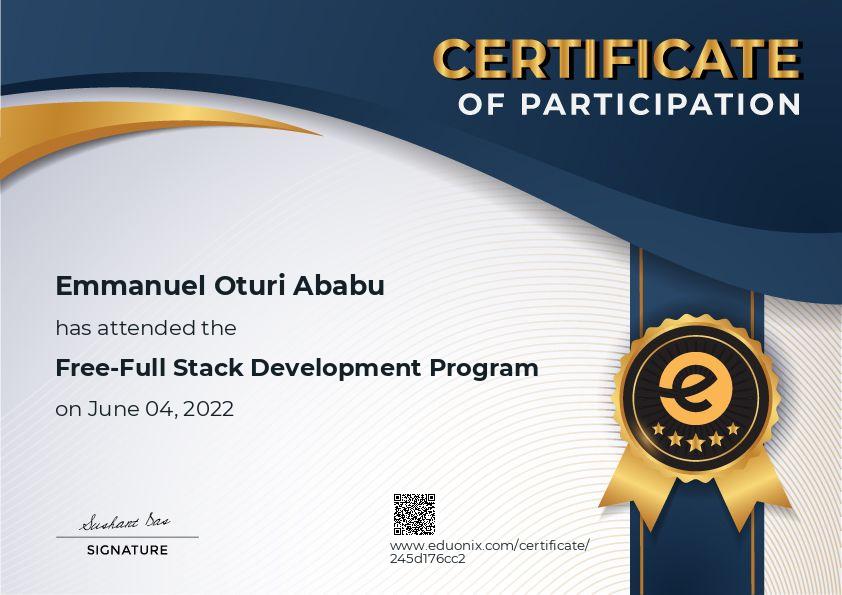 CERTIFICATE
OF PARTICIPATION
Emmanuel Oturi Ababu
has attended the
Free-Full Stack Development Program
on June 04, 2022
Sushant Das
SIGNATURE
www.eduonix.com/certificate/
245d176cc2